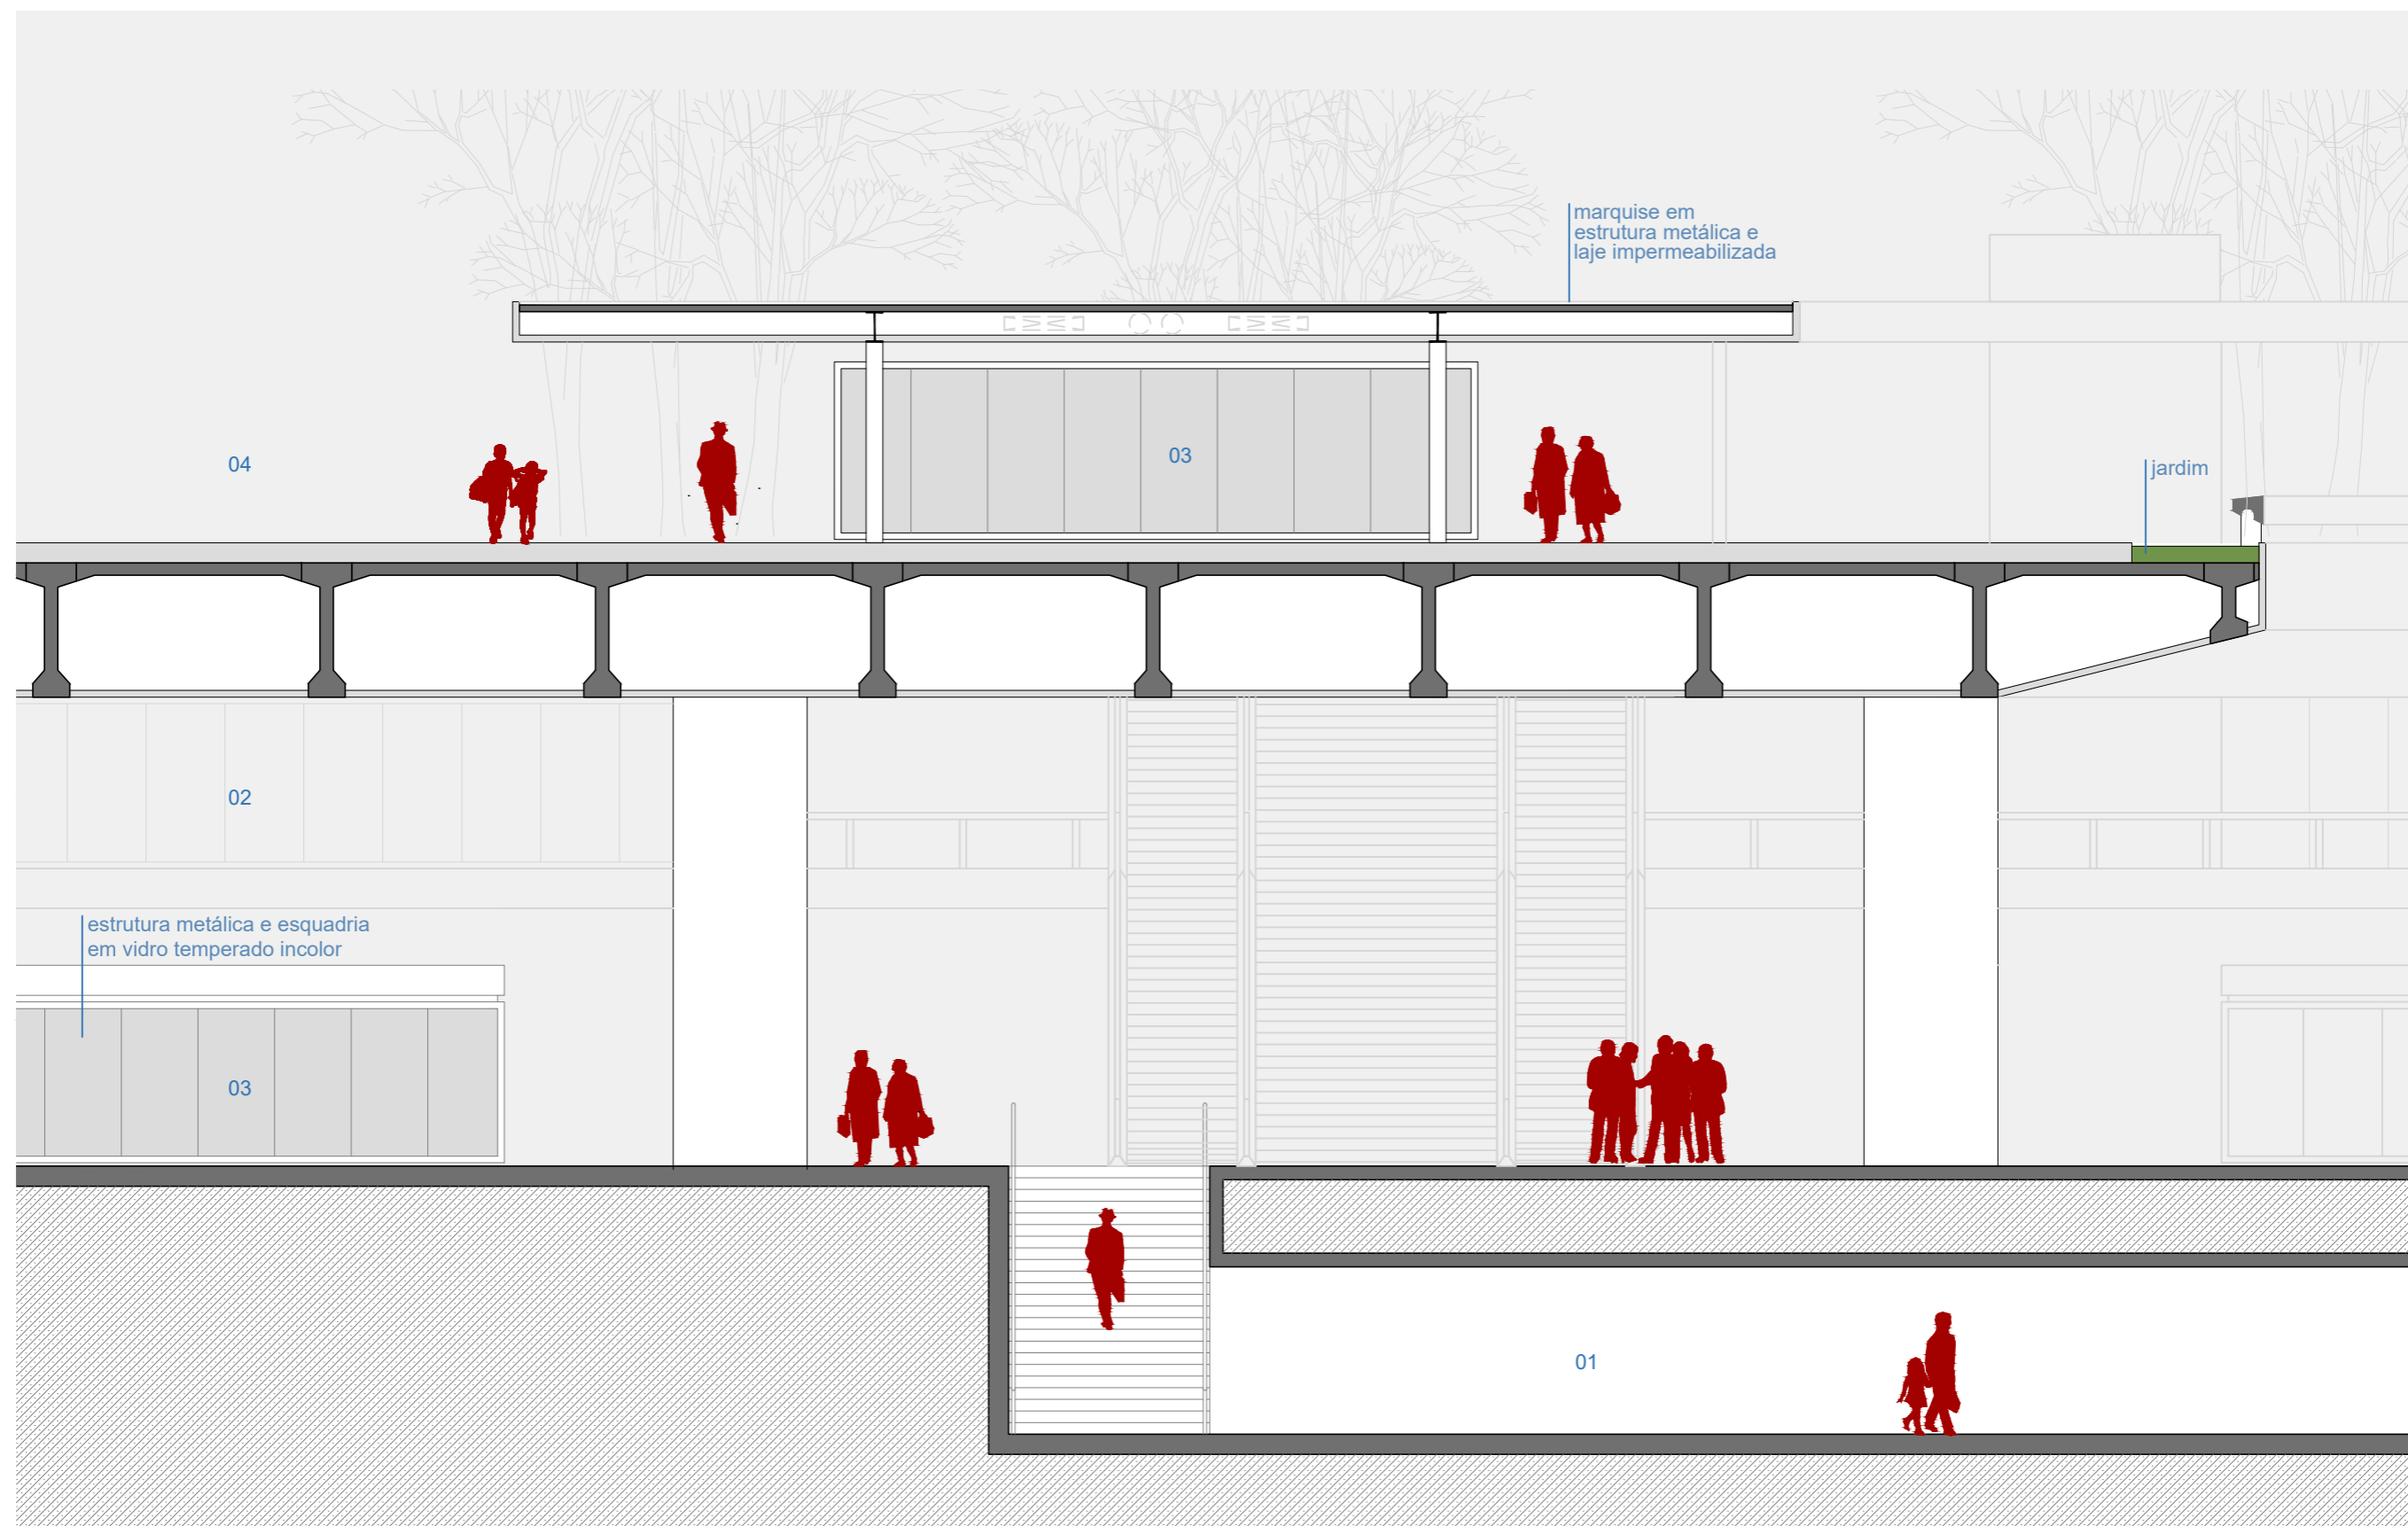 marquise em
estrutura metálica e
laje impermeabilizada
04
03
jardim
02
estrutura metálica e esquadria
em vidro temperado incolor
03
01